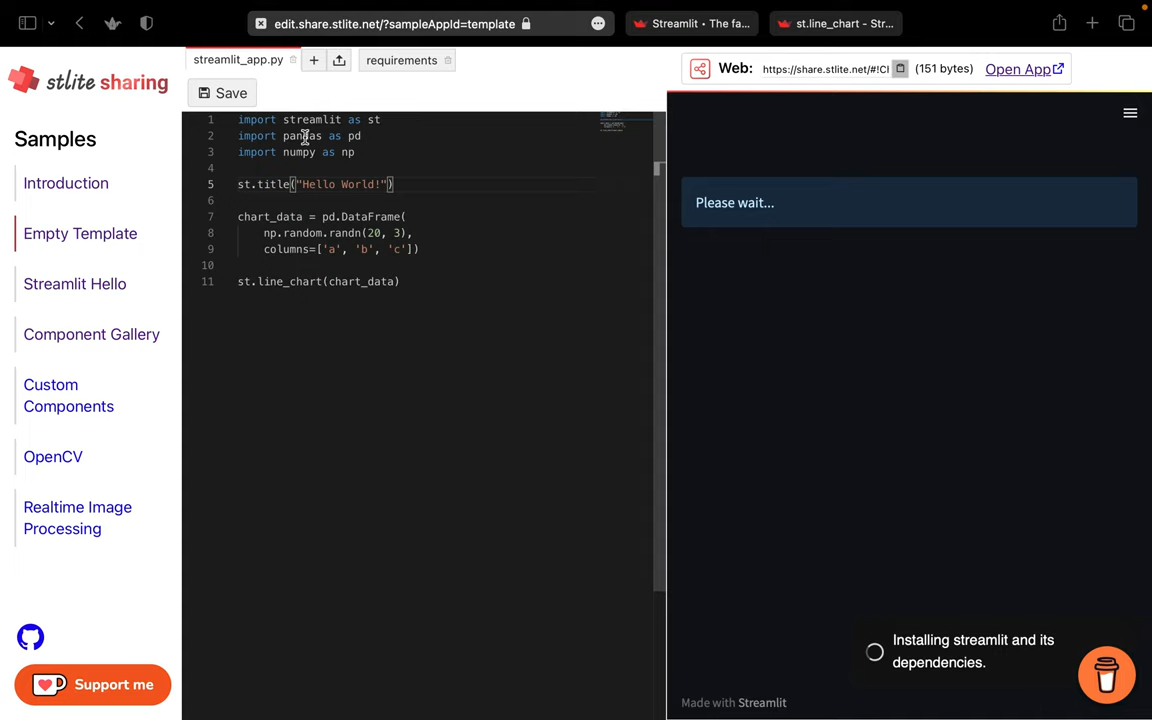 edit.share.stlite.net/?sampleAppId=template
Streamlit • The fa...
st.line_chart - Str...
stlite sharing
Samples
Introduction
Empty Template
Streamlit Hello
Component Gallery
Custom
Components
OpenCV
Realtime Image
Processing
Support me
streamlit_app.py
+
requirements
Save
1 import streamlit as st
2 import pandas as pd
3 import numpy as np
4
5 st.title("Hello World!")
6
7 chart_data = pd.DataFrame(
8 np.random.randn(20, 3),
9 columns=['a', 'b', 'c'])
10
11 st.line_chart(chart_data)
Web: https://share.stlite.net/#!CI (151 bytes) Open App
Please wait...
Installing streamlit and its
dependencies.
Made with Streamlit